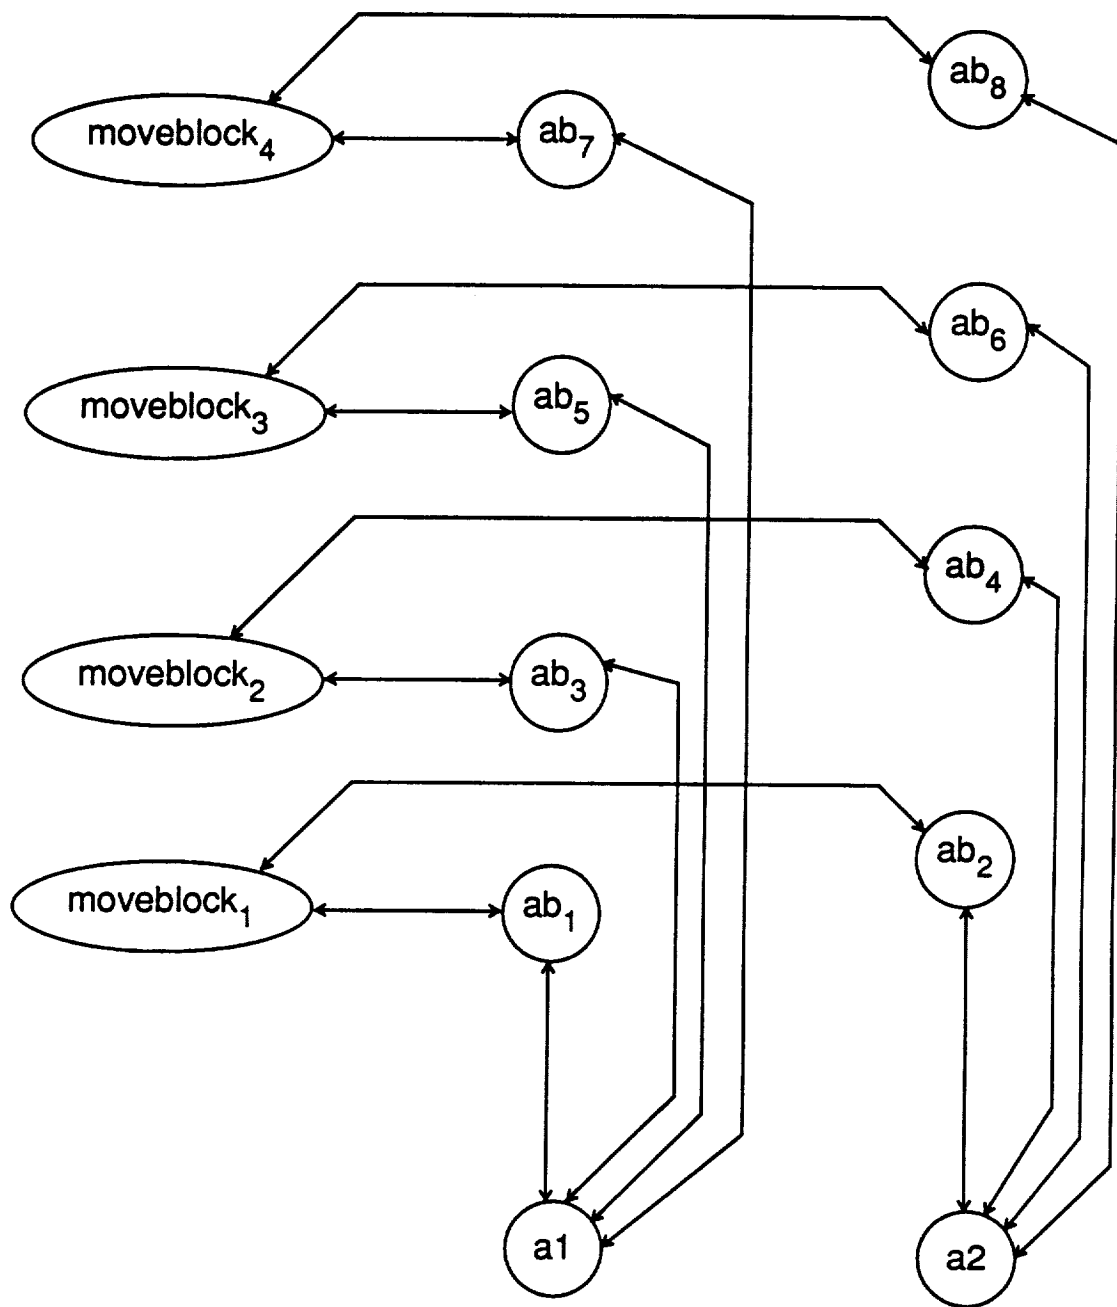 ab₈
moveblock₄ ab₇
ab₆
moveblock₃ ab₅
ab₄
moveblock₂ ab₃
ab₂
moveblock₁ ab₁
a1 a2